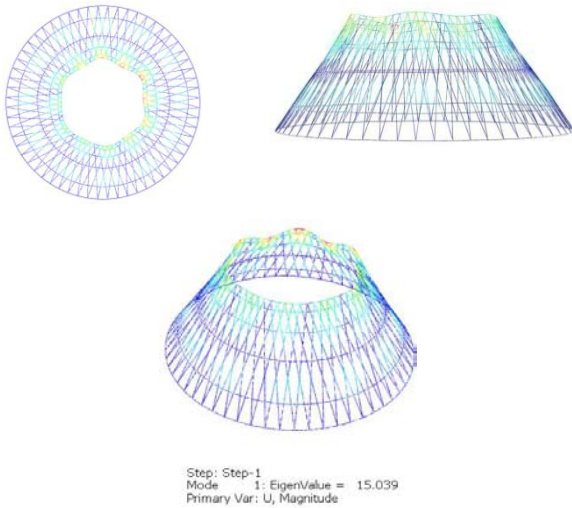 Step: Step-1
Mode 1: EigenValue = 15.039
Primary Var: U, Magnitude